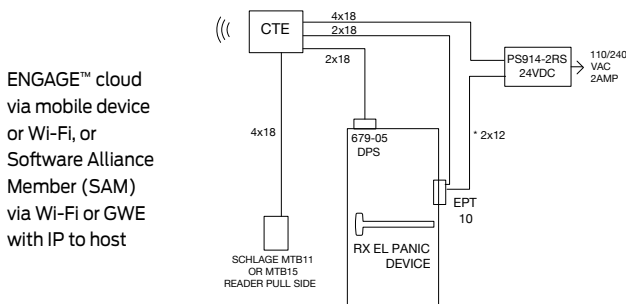 ENGAGE™ cloud
via mobile device
or Wi-Fi, or
Software Alliance
Member (SAM)
via Wi-Fi or GWE
with IP to host
CTE
4x18
2x18
2x18
PS914-2RS
24VDC
110/240
VAC
2AMP
4x18
679-05
DPS
* 2x12
EPT
10
RX EL PANIC
DEVICE
SCHLAGE MTB11
OR MTB15
READER PULL SIDE